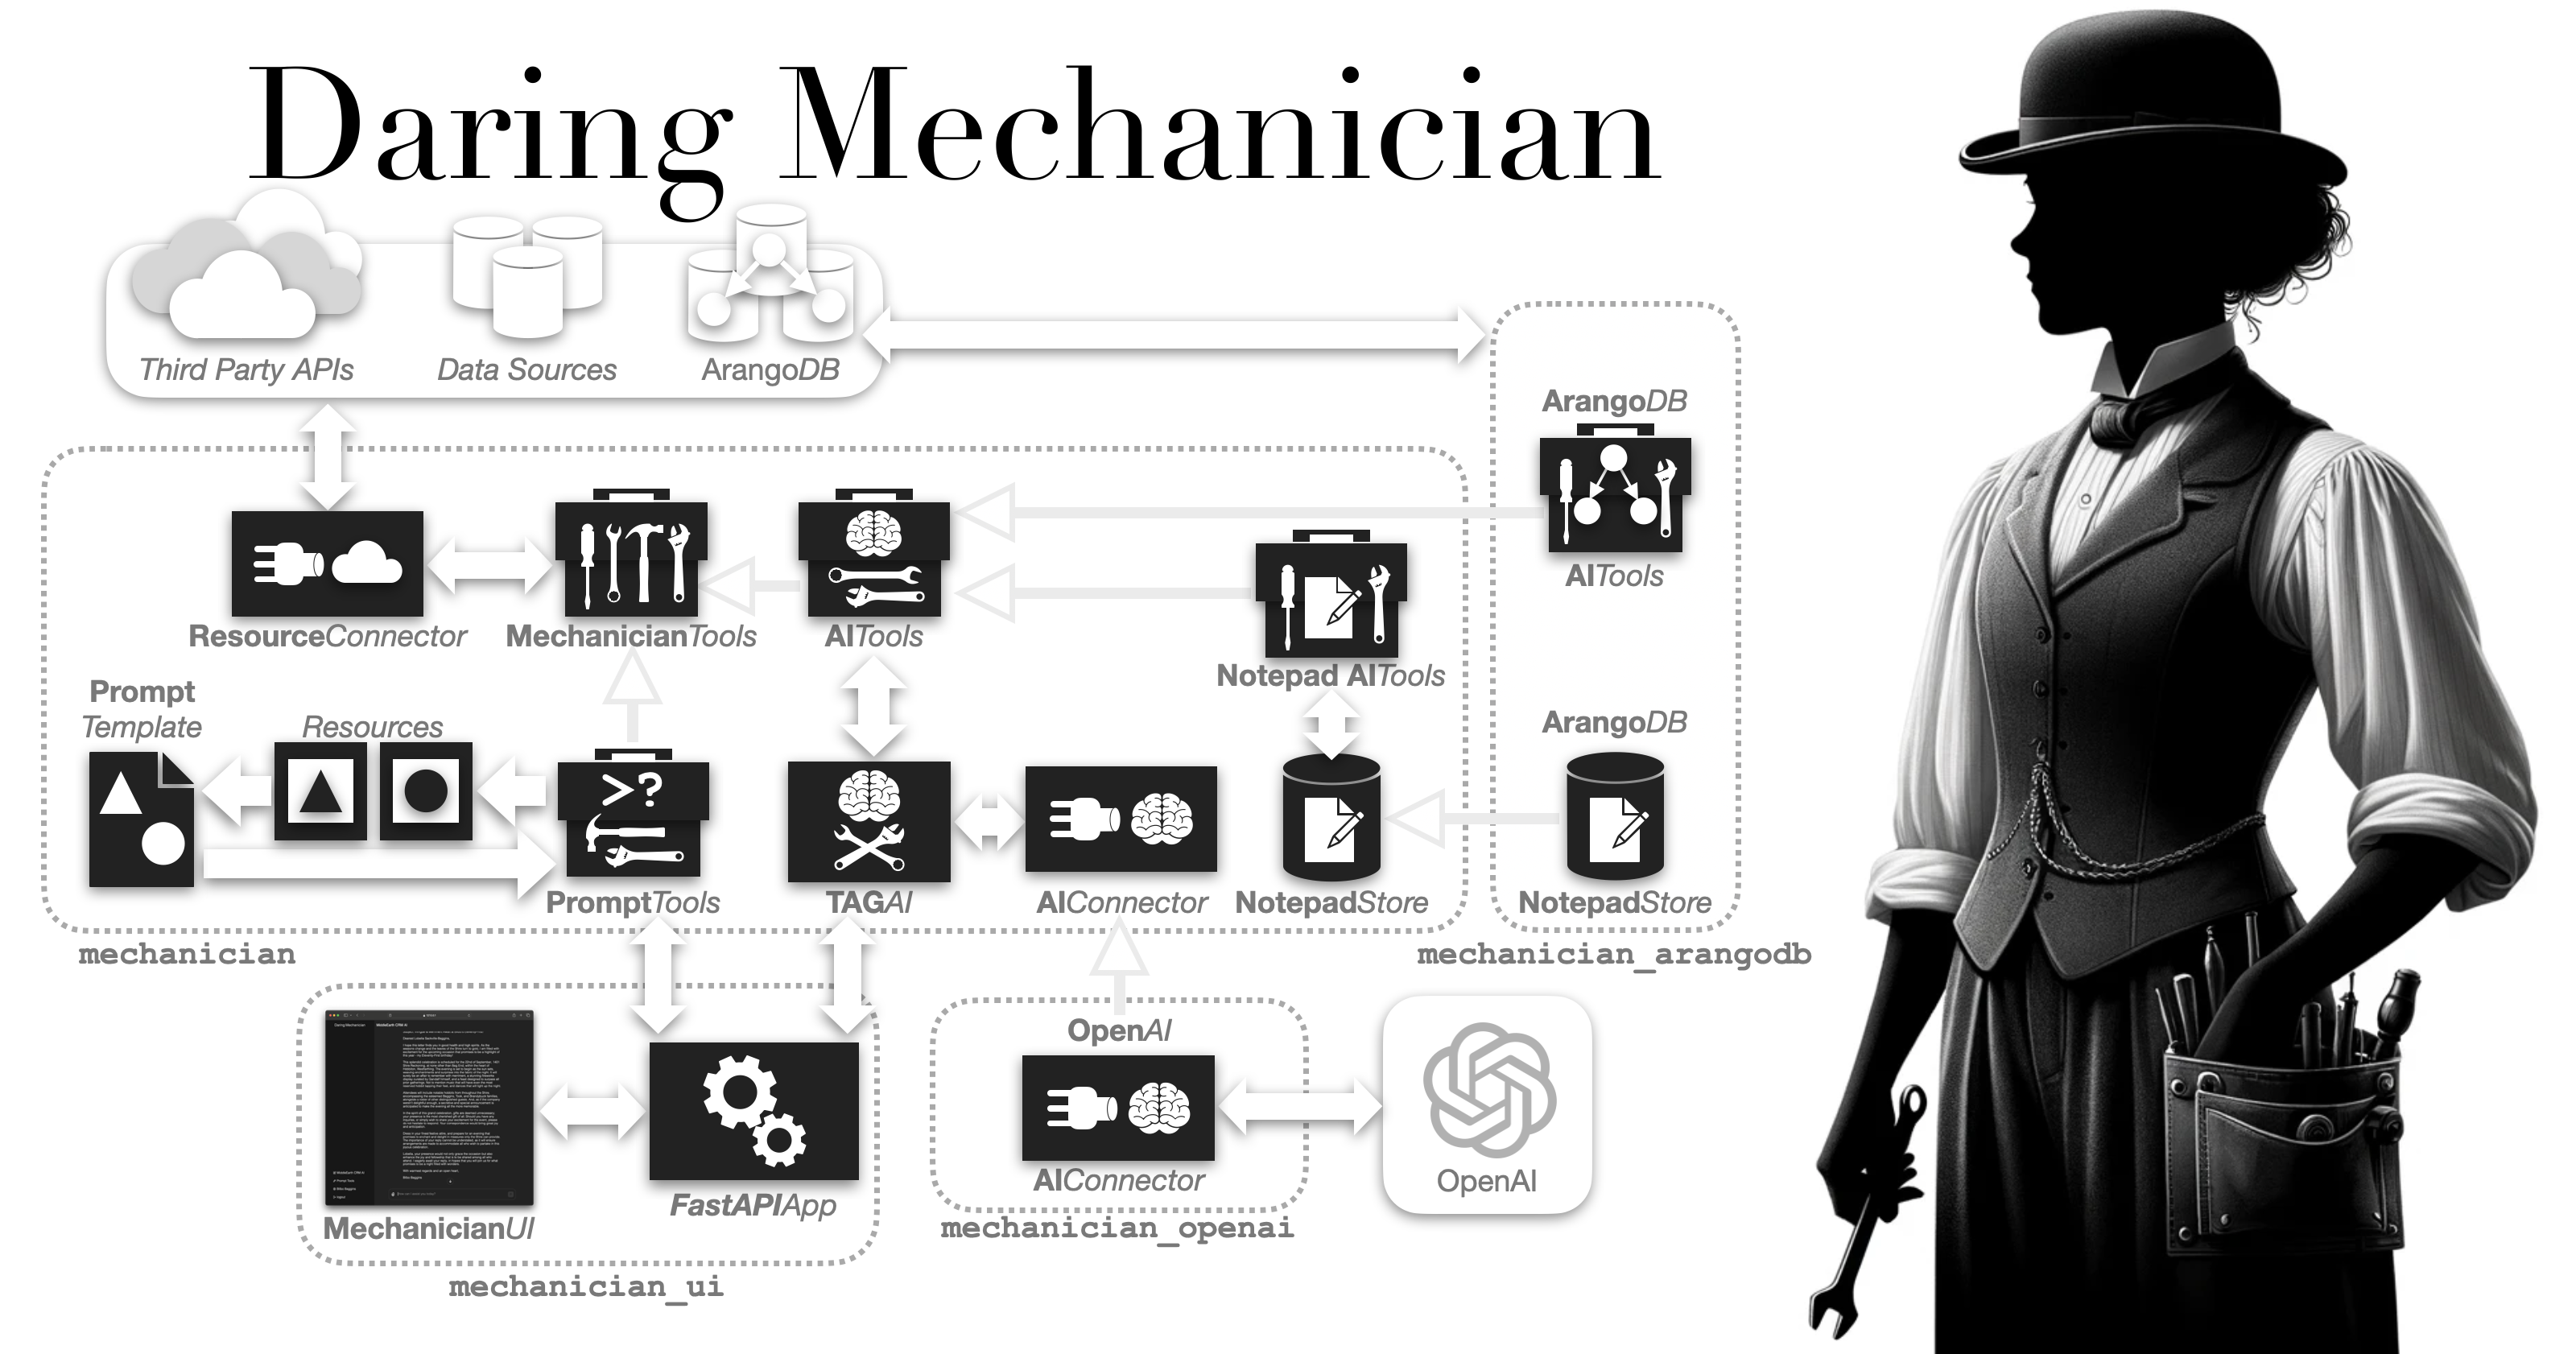 Daring Mechanician
Third Party APIs
Data Sources
ArangoDB
ArangoDB
AITools
ResourceConnector
MechanicianTools
AITools
Notepad AITools
Prompt
Template
Resources
>?
PromptTools
TAGAI
AIConnector
NotepadStore
ArangoDB
NotepadStore
mechanician
mechanician_arangodb
MechanicianUI
FastAPIApp
mechanician_ui
OpenAI
AIConnector
mechanician_openai
OpenAI